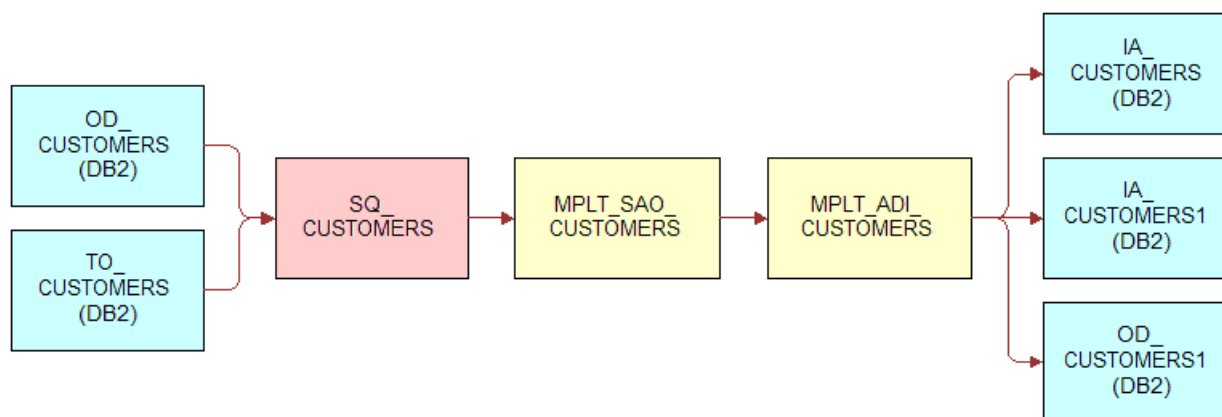 OD_
CUSTOMERS
(DB2)
TO_
CUSTOMERS
(DB2)
SQ_
CUSTOMERS
MPLT_SAO_
CUSTOMERS
MPLT_ADI_
CUSTOMERS
IA_
CUSTOMERS
(DB2)
IA_
CUSTOMERS1
(DB2)
OD_
CUSTOMERS1
(DB2)